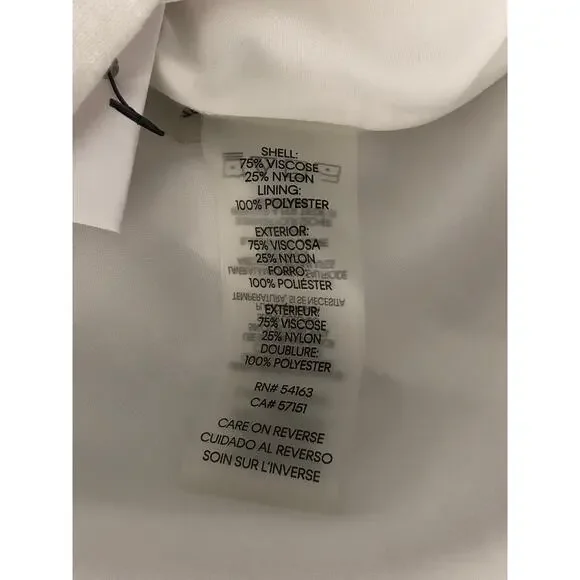 SHELL:
75% VISCOSE
25% NYLON
LINING:
100% POLYESTER
EXTERIOR:
75% VISCOSA
25% NYLON
FORRO:
100% POLIÉSTER
EXTÉRIEUR:
75% VISCOSE
25% NYLON
DOUBLURE:
100% POLYESTER
RN# 54163
CA# 57151
CARE ON REVERSE
CUIDADO AL REVERSO
SOIN SUR L'INVERSE